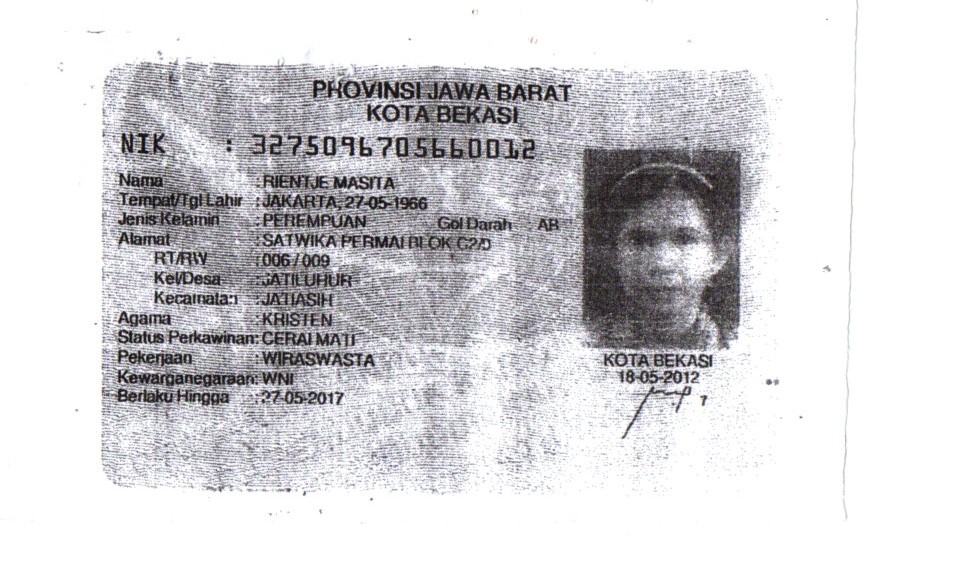 PROVINSI JAWA BARAT
KOTA BEKASI
NIK : 3275096705660012
Nama : RIENTJE MASITA
Tempat/Tgl Lahir : JAKARTA, 27-05-1966
Jenis Kelamin : PEREMPUAN Gol Darah : AB
Alamat : SATWIKA PERMAI BLOK C2/D
RT/RW : 006 / 009
Kel/Desa : JATILUHUR
Kecamatan : JATIASIH
Agama : KRISTEN
Status Perkawinan: CERAI MATI
Pekerjaan : WIRASWASTA
Kewarganegaraan: WNI
Berlaku Hingga : 27-05-2017
KOTA BEKASI
18-05-2012